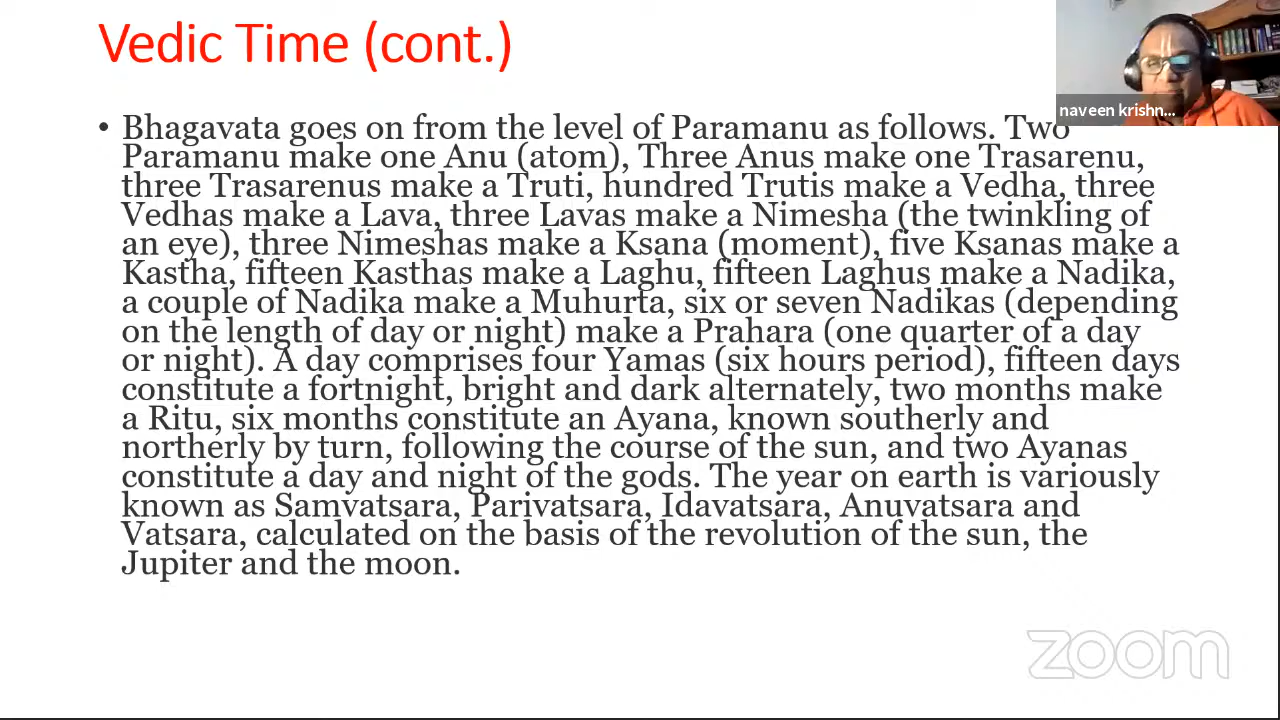 Vedic Time (cont.)
naveen krishn...
• Bhagavata goes on from the level of Paramanu as follows. Two
Paramanu make one Anu (atom), Three Anus make one Trasarenu,
three Trasarenus make a Truti, hundred Trutis make a Vedha, three
Vedhas make a Lava, three Lavas make a Nimesha (the twinkling of
an eye), three Nimeshas make a Ksana (moment), five Ksanas make a
Kastha, fifteen Kasthas make a Laghu, fifteen Laghus make a Nadika,
a couple of Nadika make a Muhurta, six or seven Nadikas (depending
on the length of day or night) make a Prahara (one quarter of a day
or night). A day comprises four Yamas (six hours period), fifteen days
constitute a fortnight, bright and dark alternately, two months make
a Ritu, six months constitute an Ayana, known southerly and
northerly by turn, following the course of the sun, and two Ayanas
constitute a day and night of the gods. The year on earth is variously
known as Samvatsara, Parivatsara, Idavatsara, Anuvatsara and
Vatsara, calculated on the basis of the revolution of the sun, the
Jupiter and the moon.
zoom